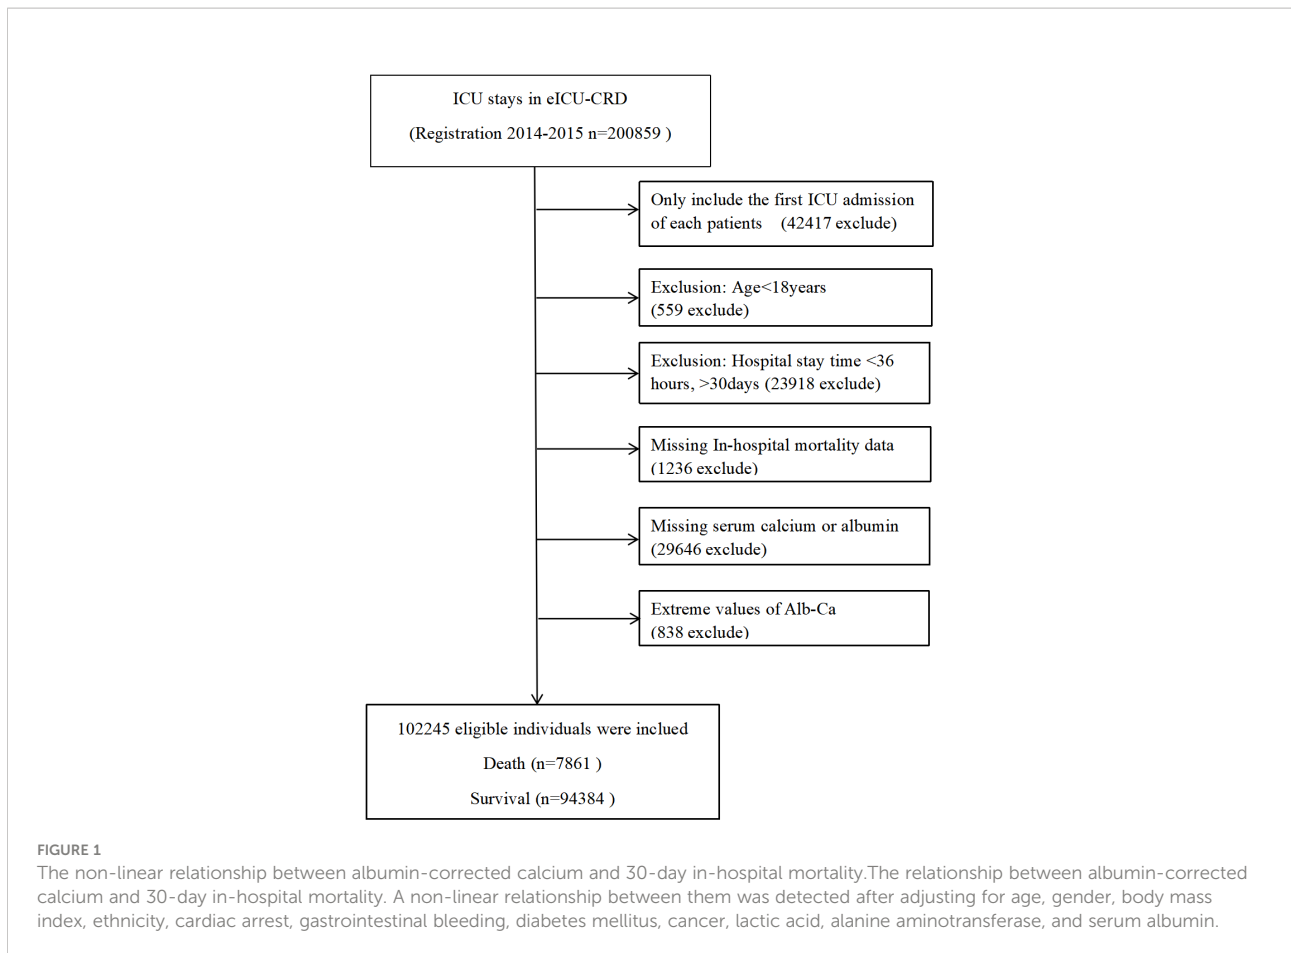 ICU stays in eICU-CRD
(Registration 2014-2015 n=200859 )
Only include the first ICU admission
of each patients (42417 exclude)
Exclusion: Age<18years
(559 exclude)
Exclusion: Hospital stay time <36
hours, >30days (23918 exclude)
Missing In-hospital mortality data
(1236 exclude)
Missing serum calcium or albumin
(29646 exclude)
Extreme values of Alb-Ca
(838 exclude)
102245 eligible individuals were inclued
Death (n=7861 )
Survival (n=94384 )
FIGURE 1
The non-linear relationship between albumin-corrected calcium and 30-day in-hospital mortality.The relationship between albumin-corrected
calcium and 30-day in-hospital mortality. A non-linear relationship between them was detected after adjusting for age, gender, body mass
index, ethnicity, cardiac arrest, gastrointestinal bleeding, diabetes mellitus, cancer, lactic acid, alanine aminotransferase, and serum albumin.